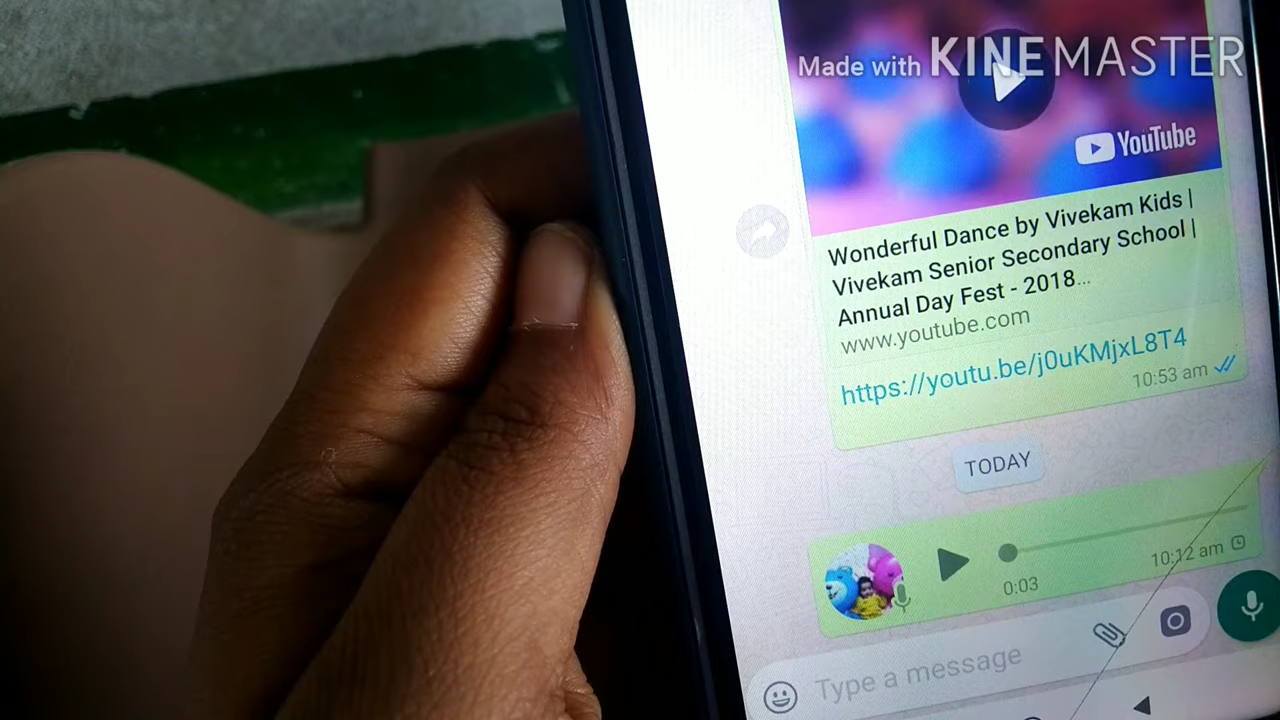 Made with KINEMASTER
YouTube
Wonderful Dance by Vivekam Kids |
Vivekam Senior Secondary School |
Annual Day Fest - 2018...
www.youtube.com
https://youtu.be/j0uKMjxL8T4
10:53 am
TODAY
0:03
10:12 am
Type a message